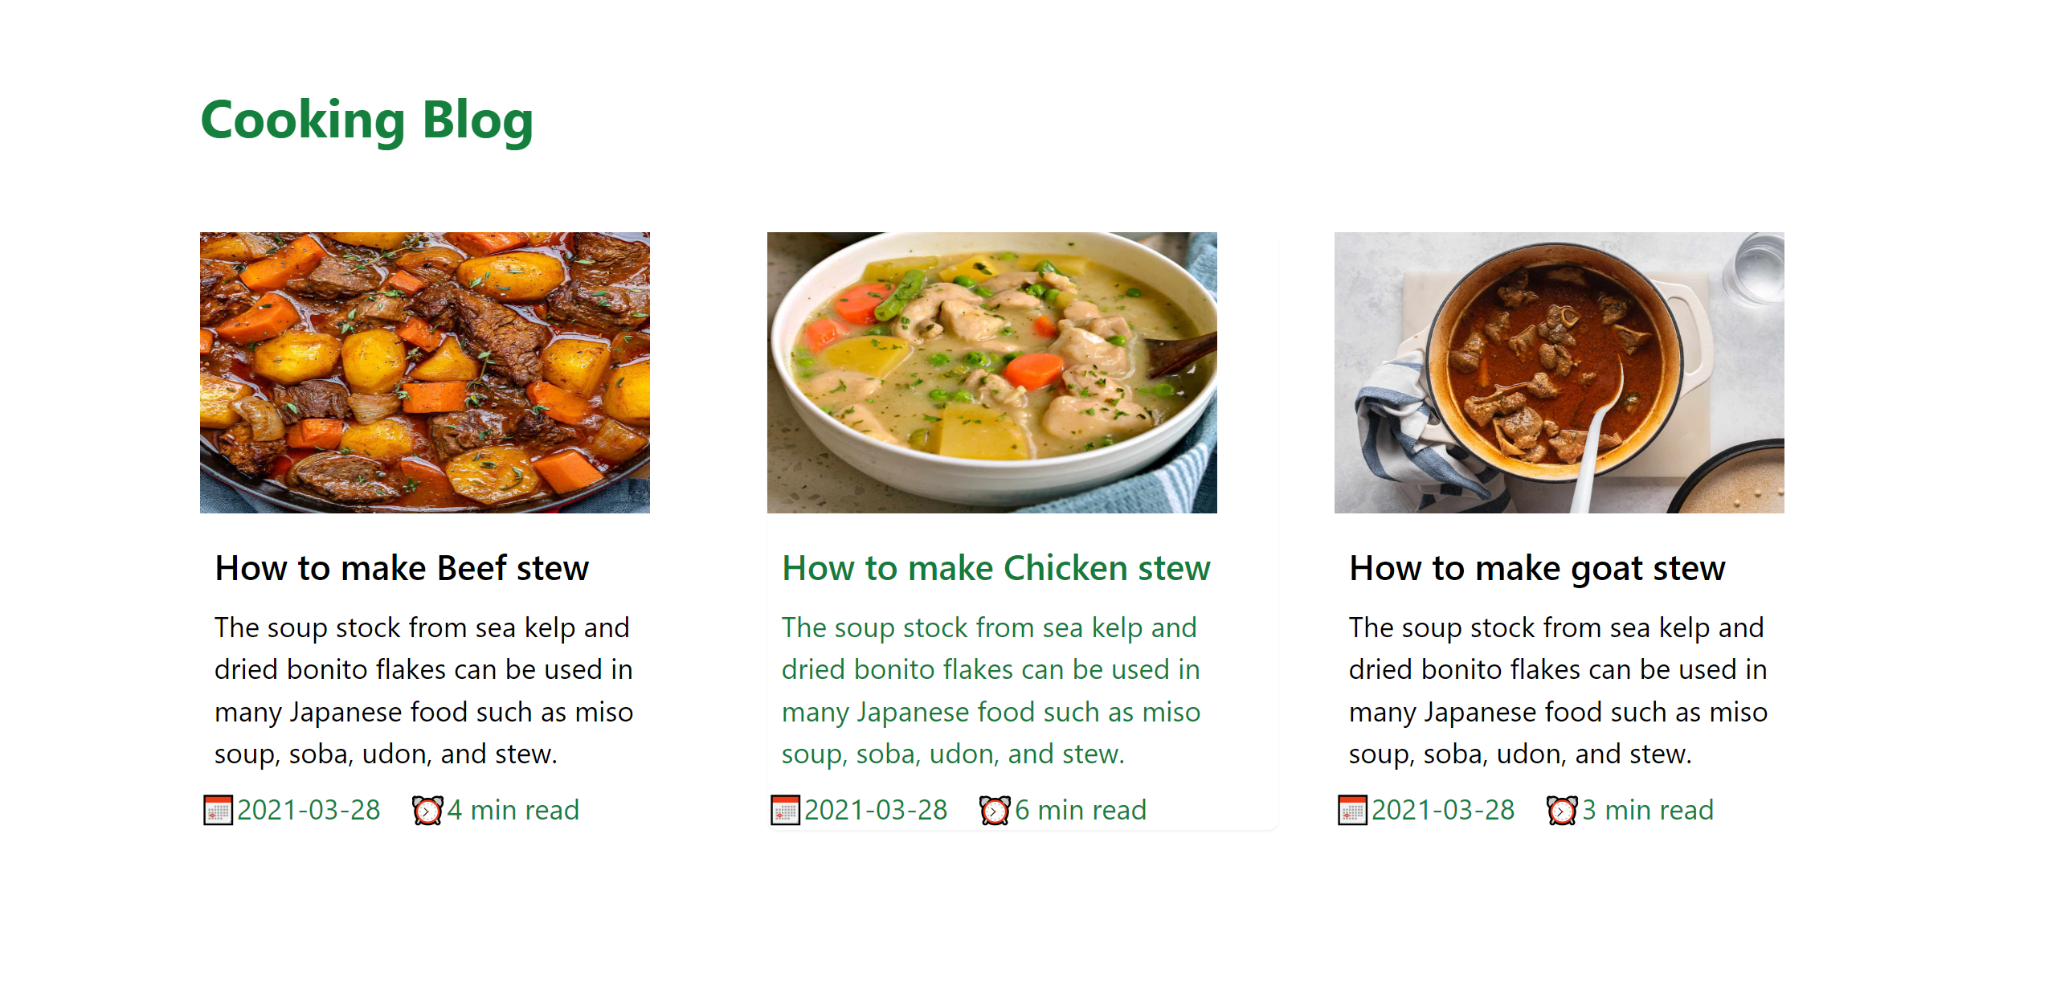 Cooking Blog
How to make Beef stew
The soup stock from sea kelp and
dried bonito flakes can be used in
many Japanese food such as miso
soup, soba, udon, and stew.
2021-03-28 4 min read
How to make Chicken stew
The soup stock from sea kelp and
dried bonito flakes can be used in
many Japanese food such as miso
soup, soba, udon, and stew.
2021-03-28 6 min read
How to make goat stew
The soup stock from sea kelp and
dried bonito flakes can be used in
many Japanese food such as miso
soup, soba, udon, and stew.
2021-03-28 3 min read